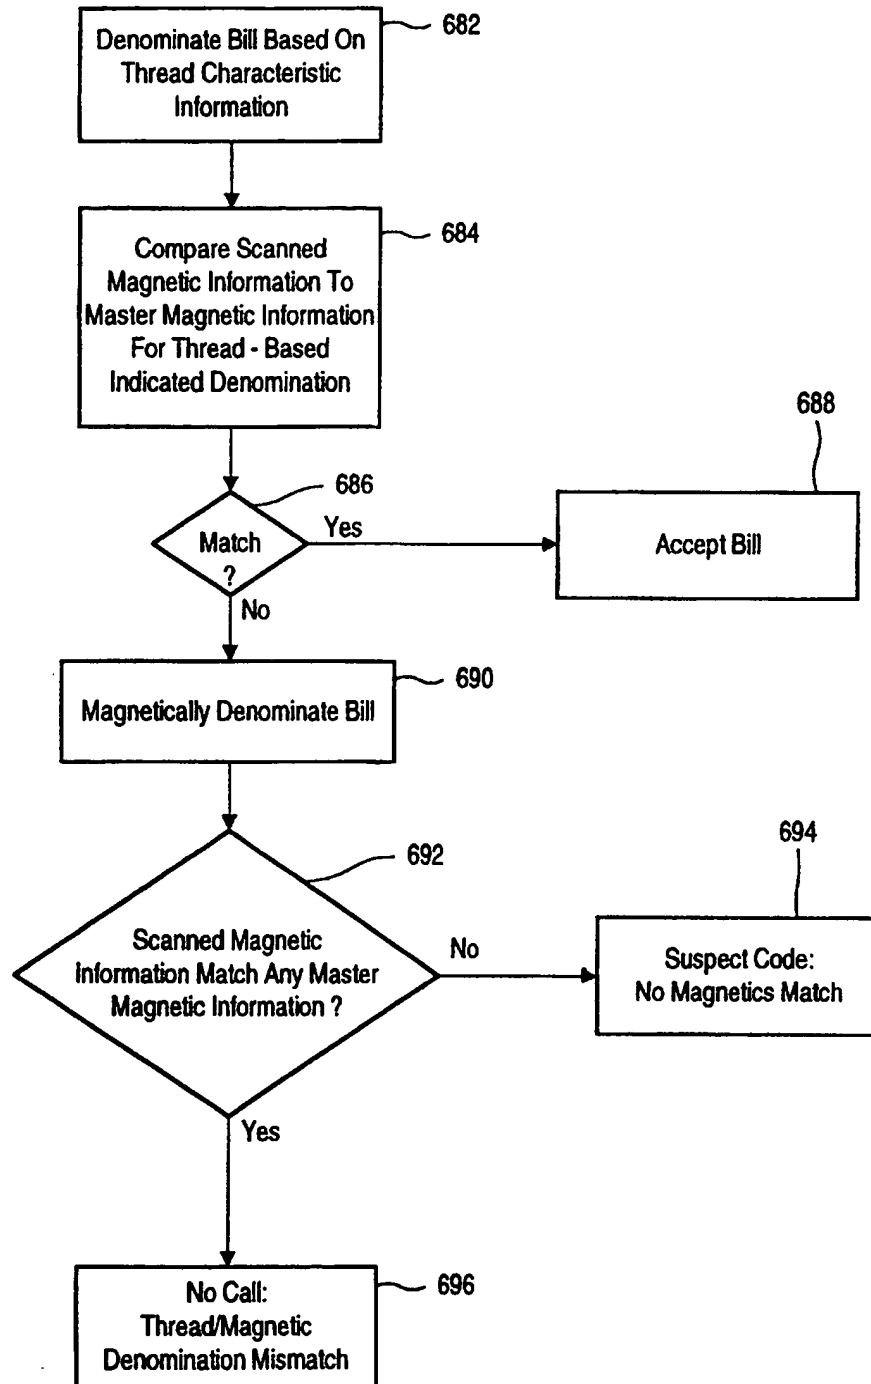 Denominate Bill Based On
Thread Characteristic
Information
682
Compare Scanned
Magnetic Information To
Master Magnetic Information
For Thread - Based
Indicated Denomination
684
Match
?
686
Yes
No
688
Accept Bill
Magnetically Denominate Bill
690
Scanned Magnetic
Information Match Any Master
Magnetic Information ?
692
No
Yes
694
Suspect Code:
No Magnetics Match
No Call:
Thread/Magnetic
Denomination Mismatch
696